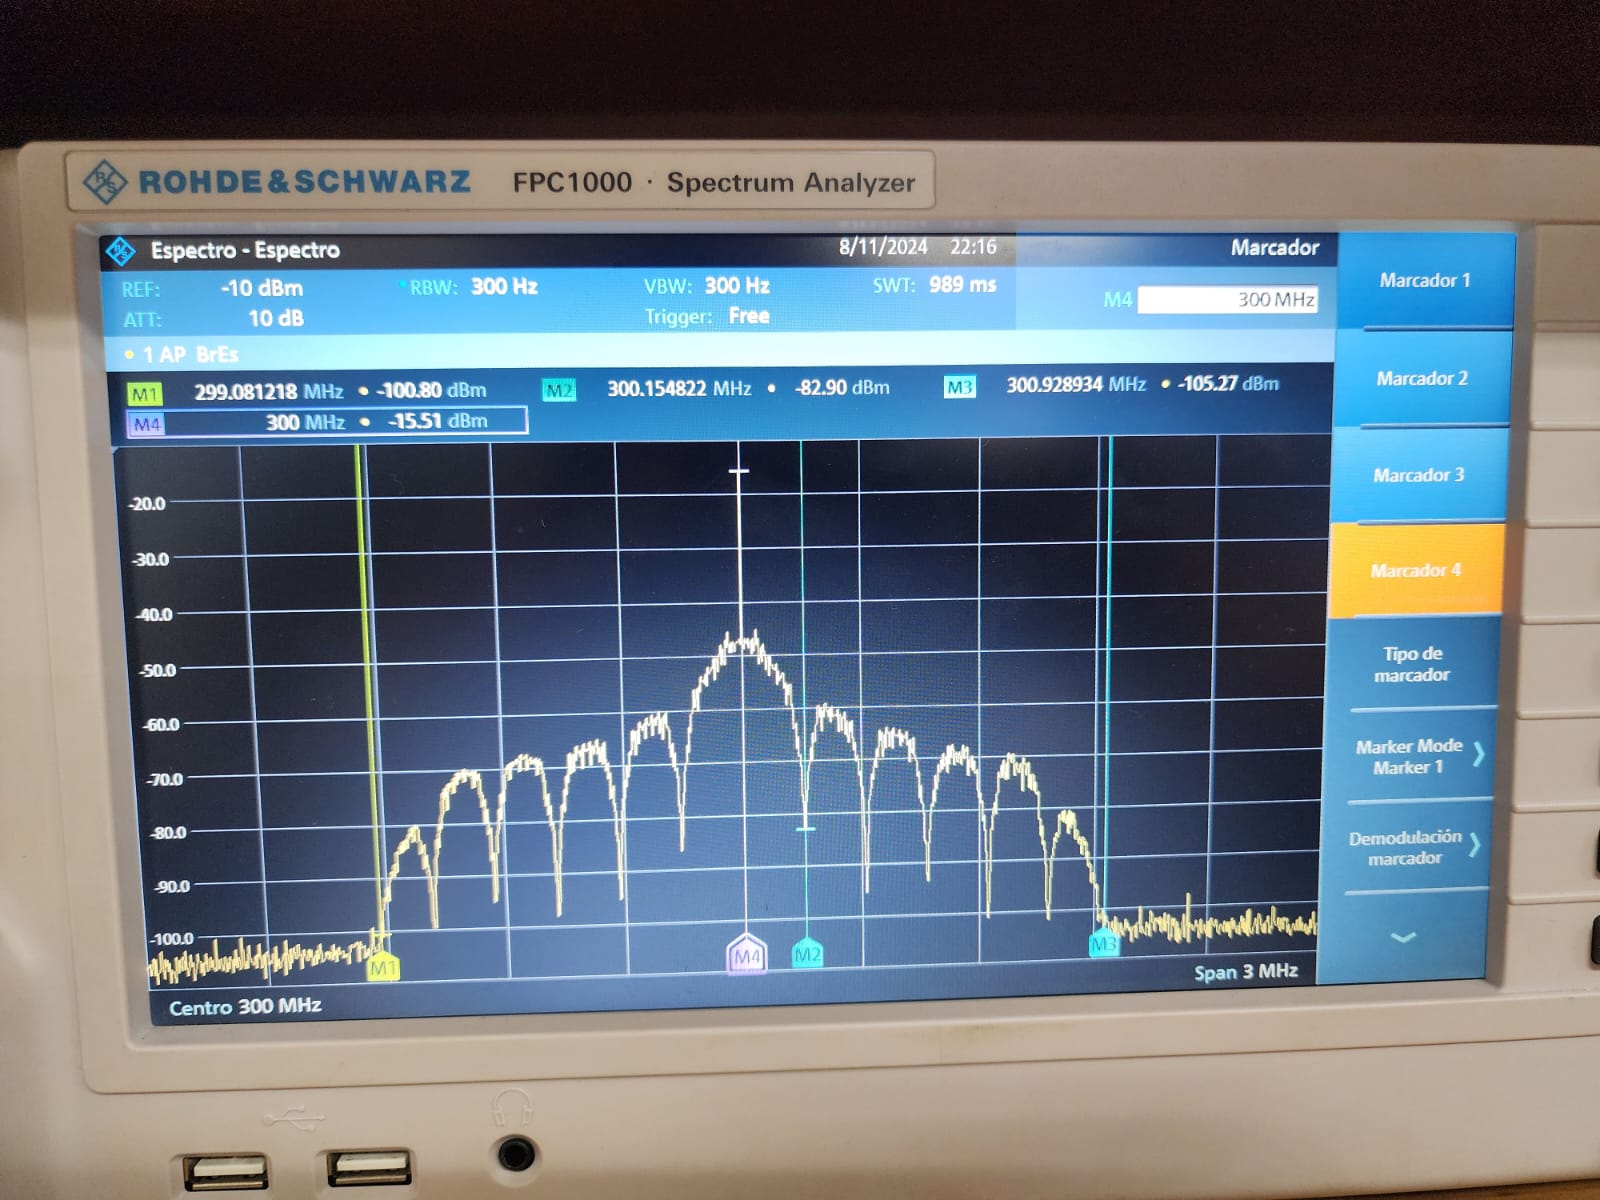 ROHDE&SCHWARZ FPC1000 · Spectrum Analyzer
Espectro - Espectro 8/11/2024 22:16 Marcador
REF: -10 dBm RBW: 300 Hz VBW: 300 Hz SWT: 989 ms
ATT: 10 dB Trigger: Free M4 300 MHz
1 AP BrEs
M1 299.081218 MHz -100.80 dBm M2 300.154822 MHz -82.90 dBm M3 300.928934 MHz -105.27 dBm
M4 300 MHz -15.51 dBm
-20.0
-30.0
-40.0
-50.0
-60.0
-70.0
-80.0
-90.0
-100.0
M1 M4 M2 M3
Centro 300 MHz Span 3 MHz
Marcador 1
Marcador 2
Marcador 3
Marcador 4
Tipo de
marcador
Marker Mode
Marker 1
Demodulación
marcador